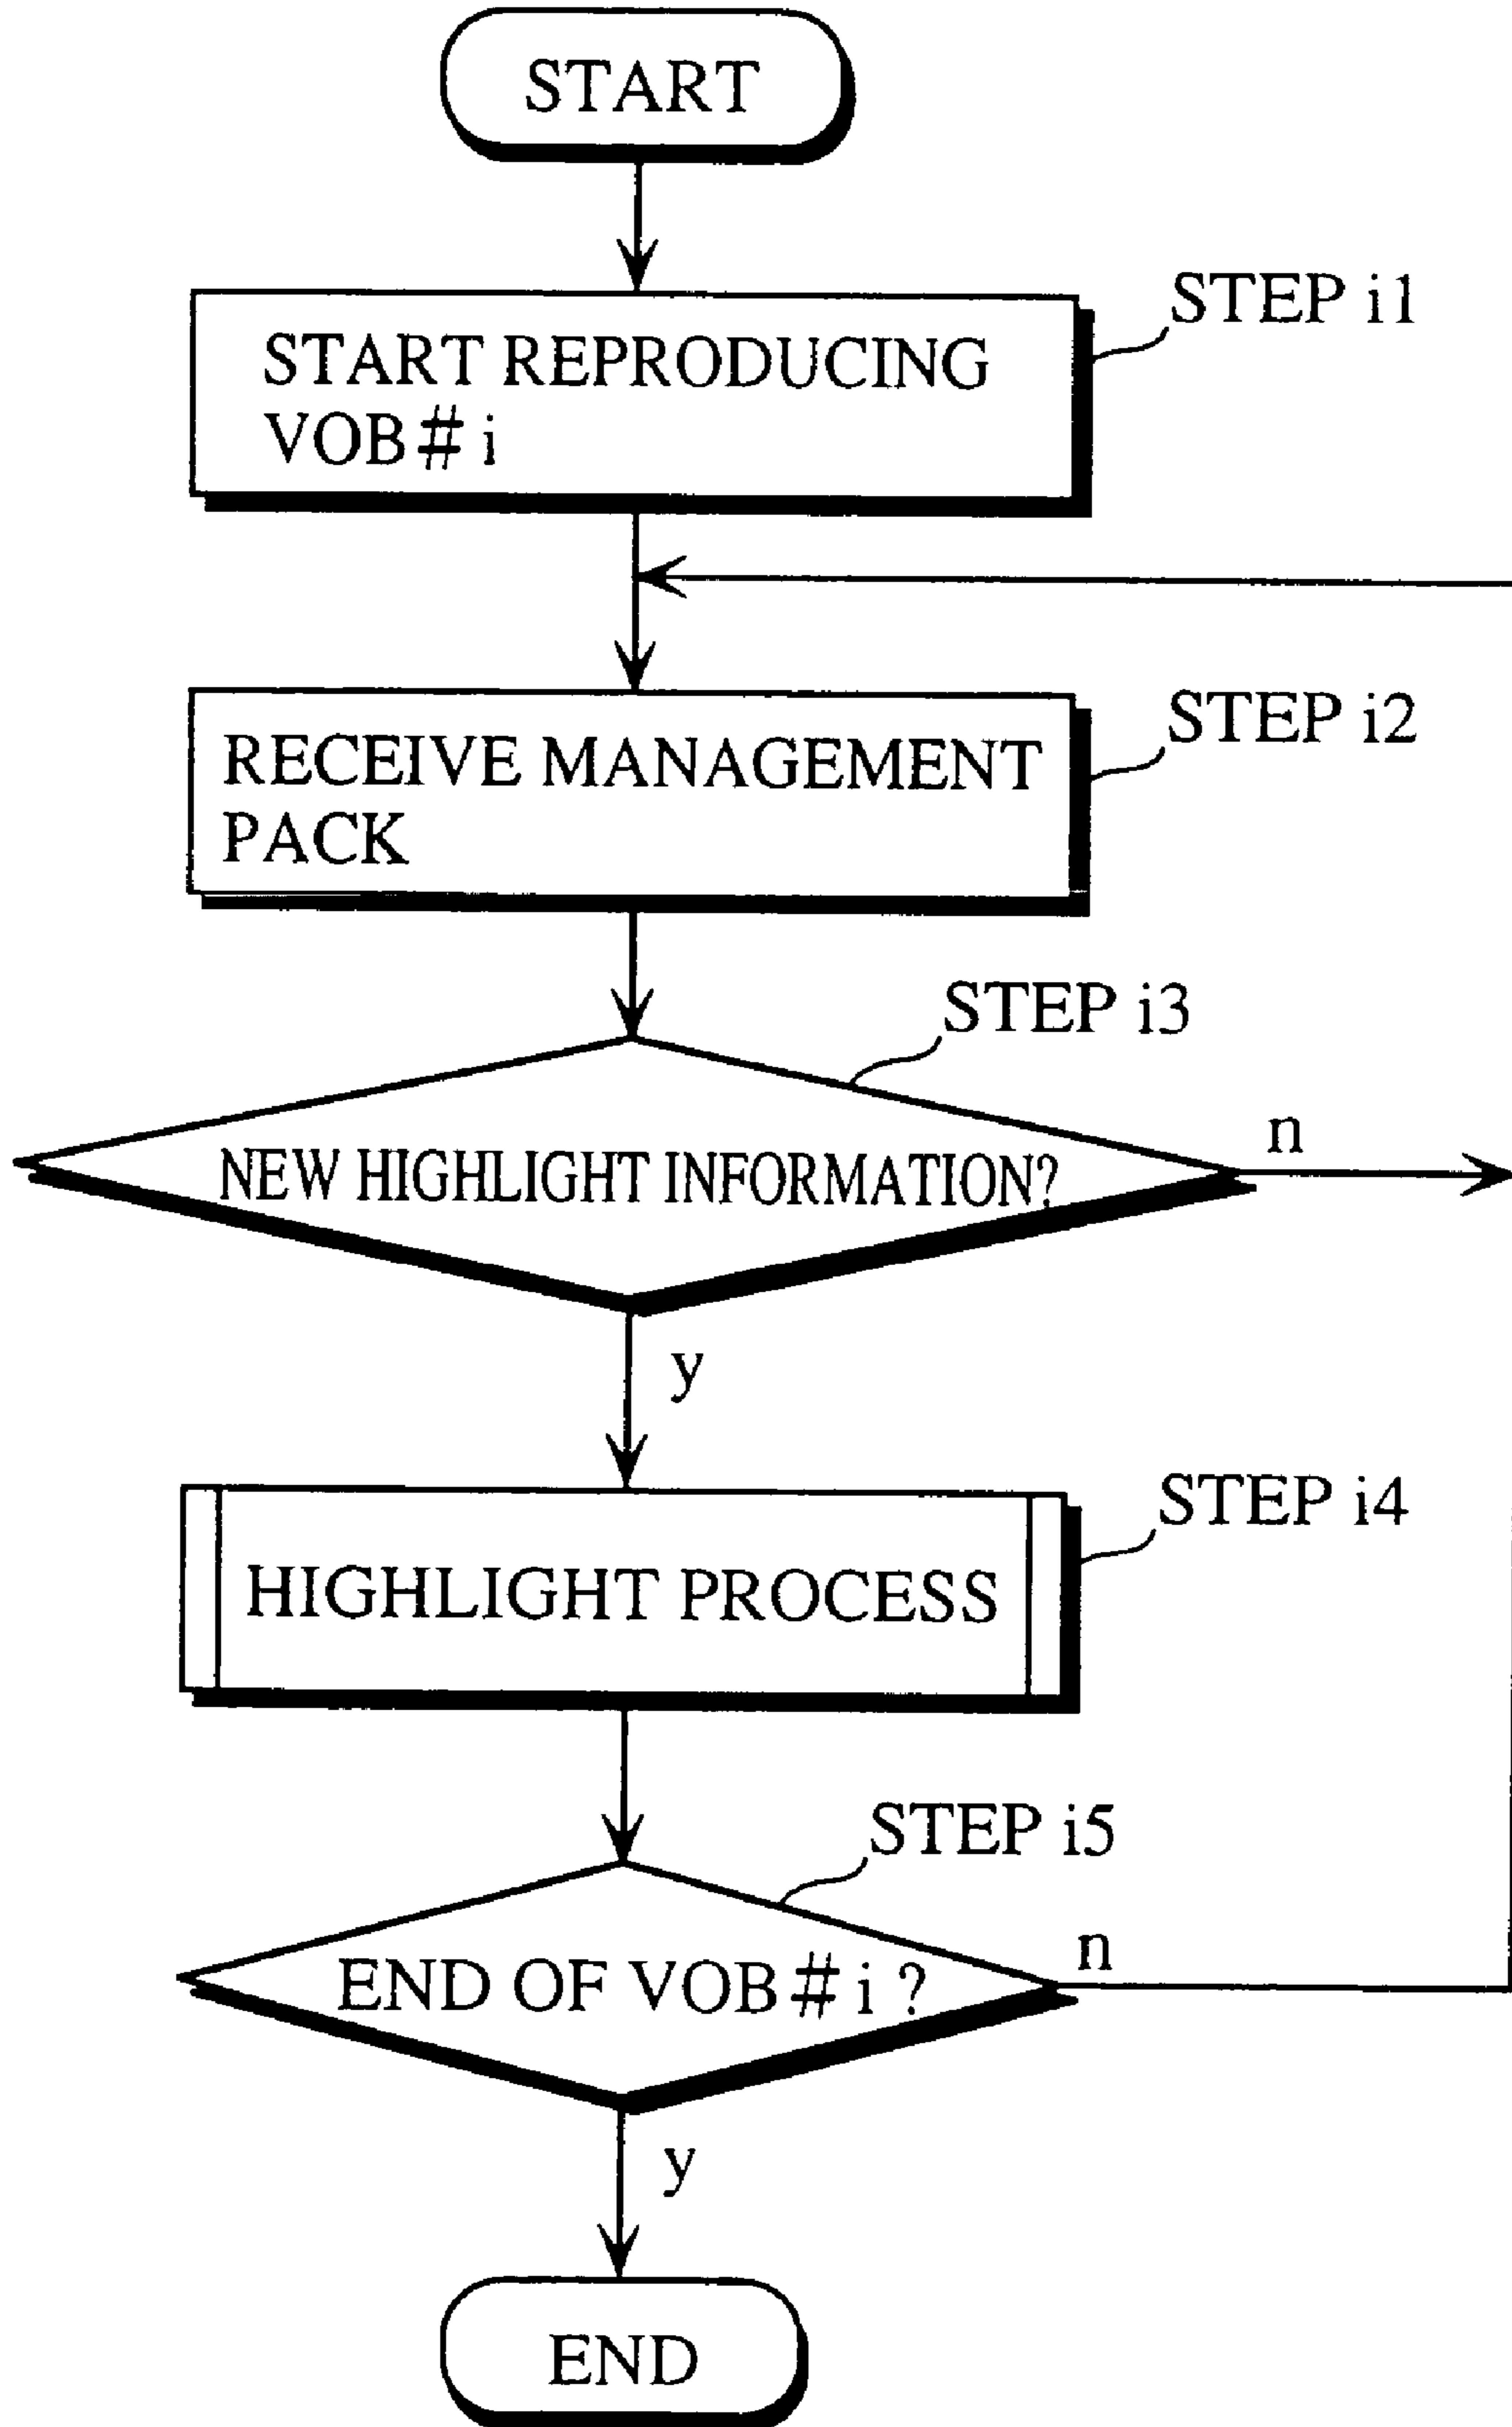 START
STEP i1
START REPRODUCING
VOB # i
STEP i2
RECEIVE MANAGEMENT
PACK
STEP i3
NEW HIGHLIGHT INFORMATION?
n
y
STEP i4
HIGHLIGHT PROCESS
STEP i5
END OF VOB # i ?
n
y
END